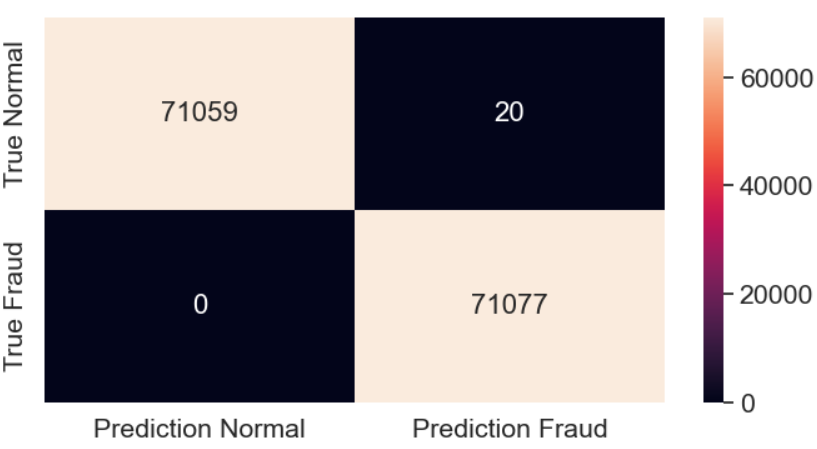 True Normal
71059
20
True Fraud
0
71077
Prediction Normal
Prediction Fraud
60000
40000
20000
0